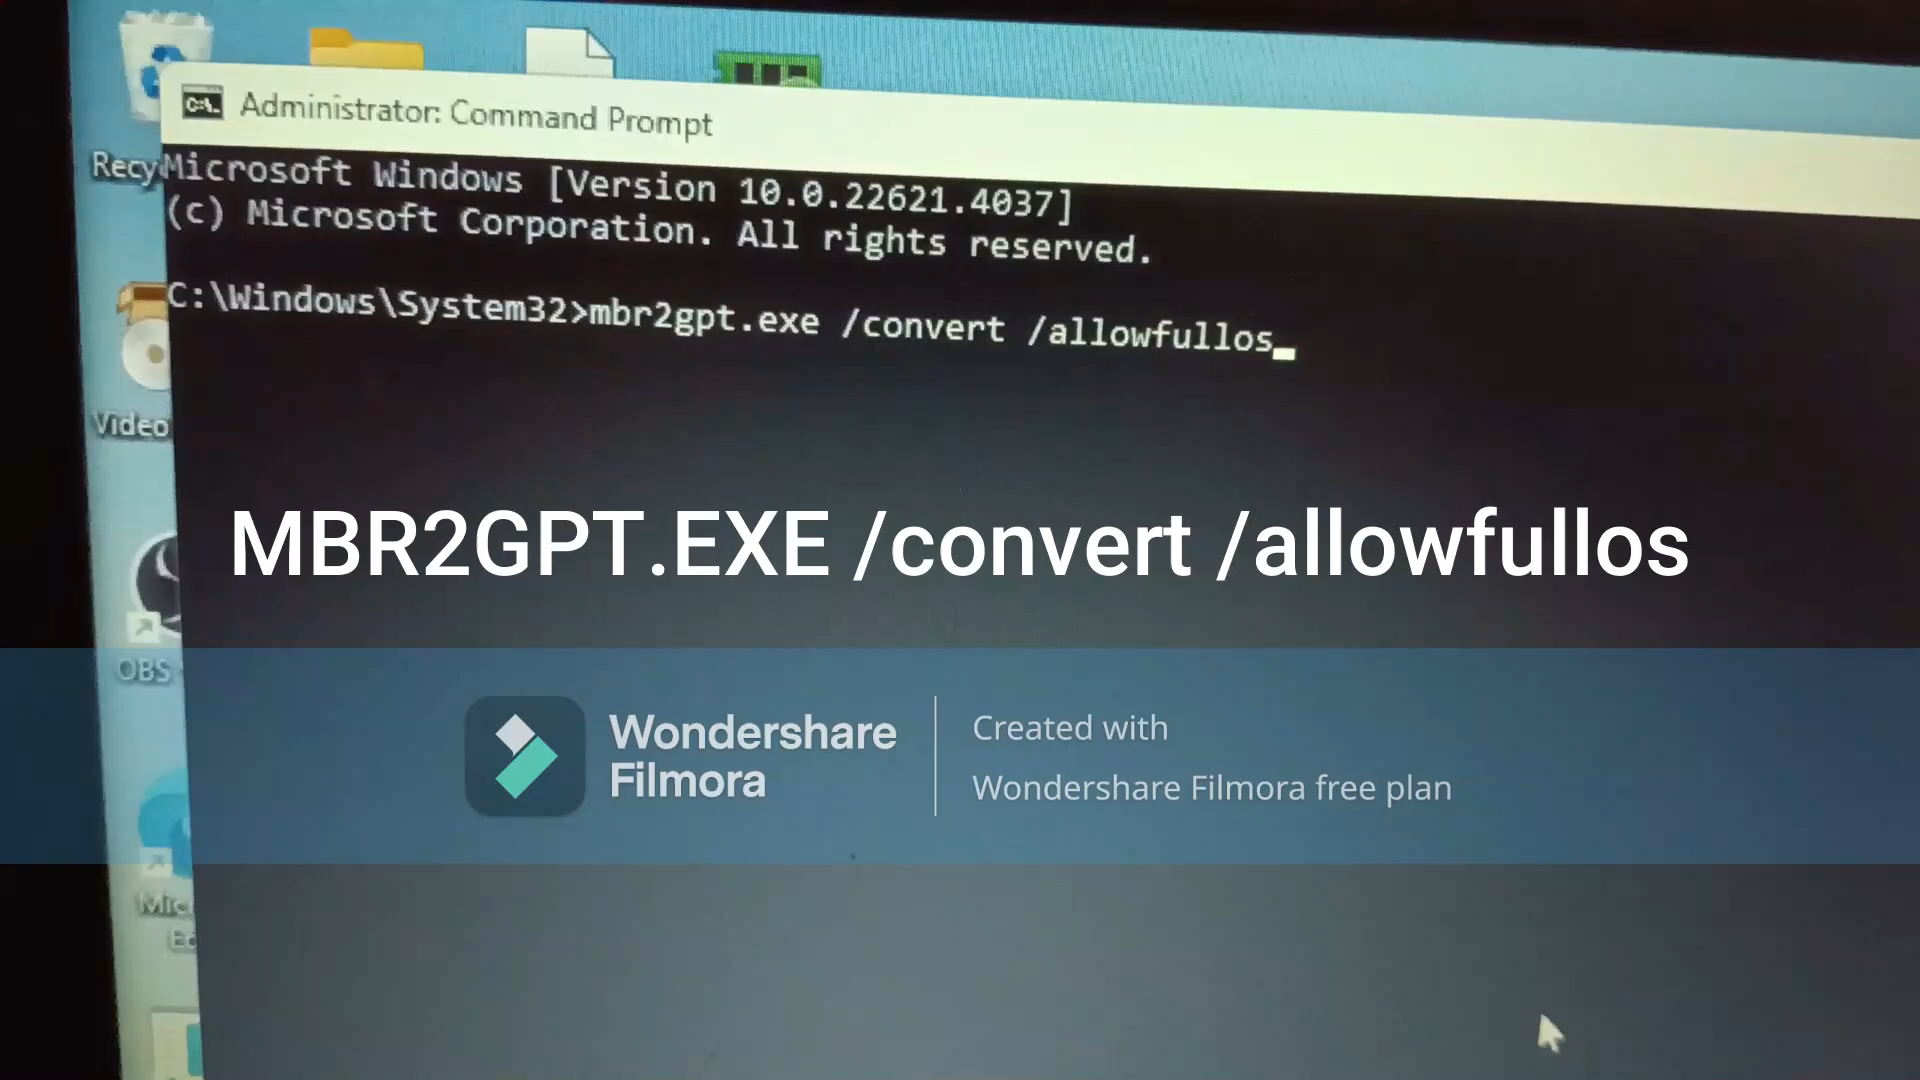 Administrator: Command Prompt
Recy
Microsoft Windows [Version 10.0.22621.4037]
(c) Microsoft Corporation. All rights reserved.
C:\Windows\System32>mbr2gpt.exe /convert /allowfullos
Video
MBR2GPT.EXE /convert /allowfullos
OBS
Wondershare
Filmora
Created with
Wondershare Filmora free plan
Mic